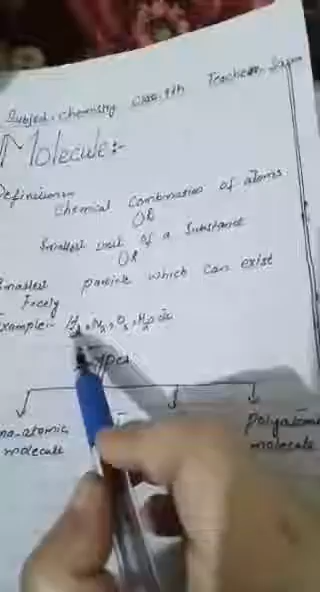 Subject. chemistry class. 9th Teacher.
Molecule:-
Definition
chemical combination of atoms
OR
Smallest unit of a substance
OR
Smallest particle which can exist
Freely
Example:- H₂, N₂, O₂, H₂O
Types
atomic Polyatomic
molecule molecule